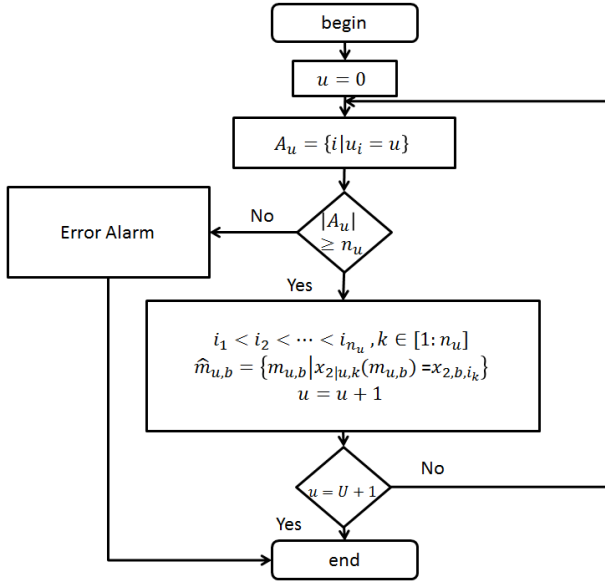 begin
u = 0
A_u = {i|u_i = u}
No
Error Alarm
|A_u|
≥ n_u
Yes
i_1 < i_2 < ⋯ < i_{n_u} , k ∈ [1: n_u]
m̂_{u,b} = {m_{u,b}|x_{2|u,k}(m_{u,b}) =x_{2,b,i_k}}
u = u + 1
No
u = U + 1
Yes
end